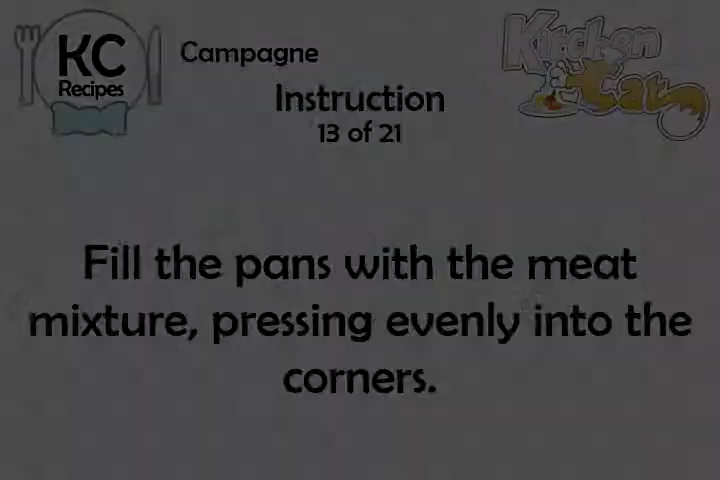 KC
Recipes
Campagne
Kitchen
Cat
Instruction
13 of 21
Fill the pans with the meat
mixture, pressing evenly into the
corners.